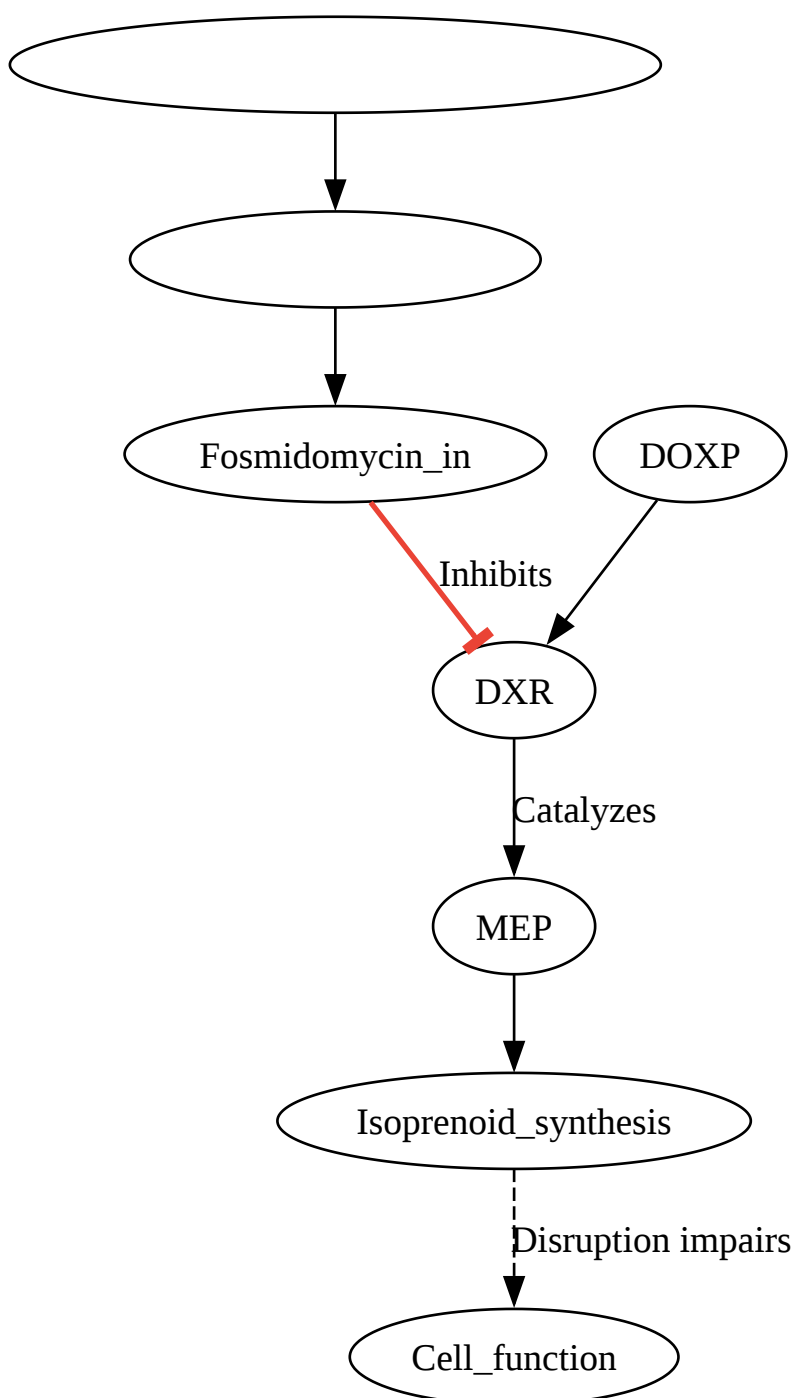 Fosmidomycin_in
DOXP
Inhibits
DXR
Catalyzes
MEP
Isoprenoid_synthesis
Disruption impairs
Cell_function